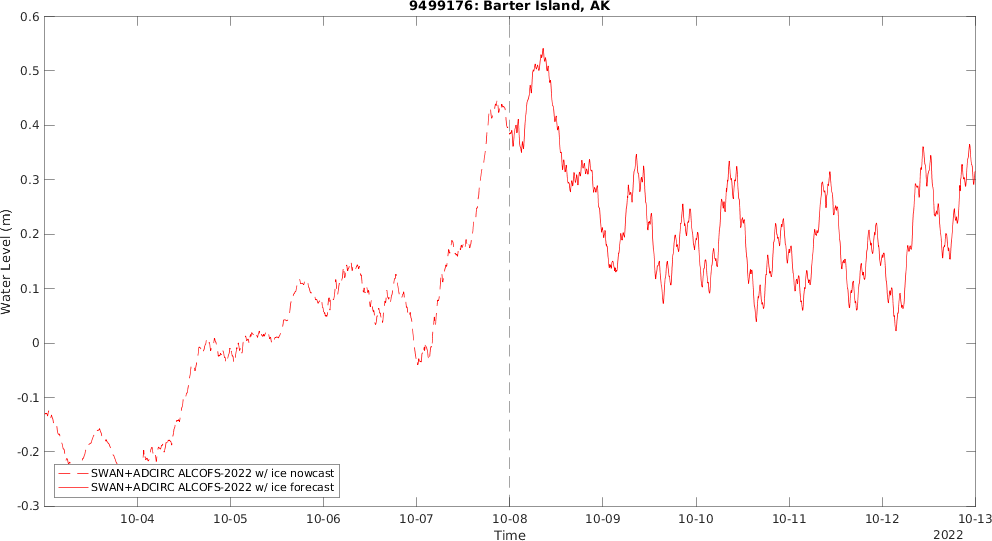 9499176: Barter Island, AK
Water Level (m)
0.6
0.5
0.4
0.3
0.2
0.1
0
-0.1
-0.2
-0.3
SWAN+ADCIRC ALCOFS-2022 w/ ice nowcast
SWAN+ADCIRC ALCOFS-2022 w/ ice forecast
10-04 10-05 10-06 10-07 10-08 10-09 10-10 10-11 10-12 10-13
Time
2022